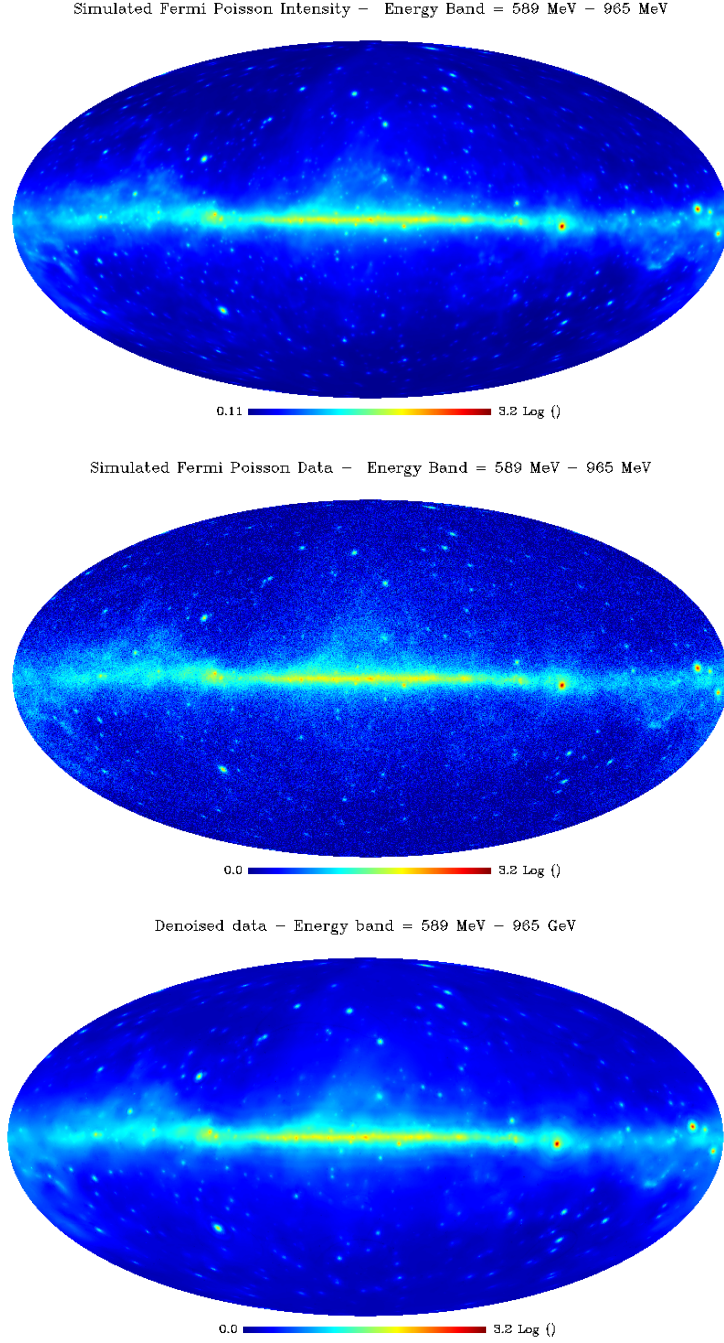 Simulated Fermi Poisson Intensity - Energy Band = 589 MeV - 965 MeV
0.11 3.2 Log ()
Simulated Fermi Poisson Data - Energy Band = 589 MeV - 965 MeV
0.0 3.2 Log ()
Denoised data - Energy band = 589 MeV - 965 GeV
0.0 3.2 Log ()